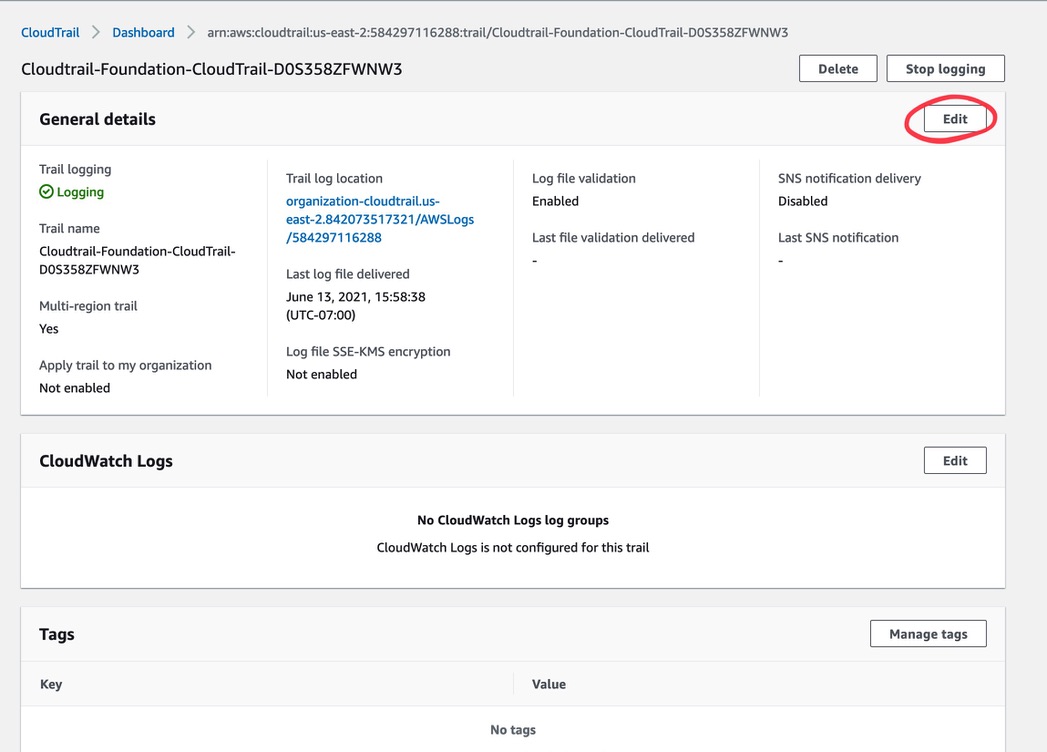 CloudTrail > Dashboard > arn:aws:cloudtrail:us-east-2:584297116288:trail/Cloudtrail-Foundation-CloudTrail-D0S358ZFWNW3
Cloudtrail-Foundation-CloudTrail-D0S358ZFWNW3
Delete
Stop logging
General details
Edit
Trail logging
Logging
Trail name
Cloudtrail-Foundation-CloudTrail-
D0S358ZFWNW3
Multi-region trail
Yes
Apply trail to my organization
Not enabled
Trail log location
organization-cloudtrail.us-
east-2.842073517321/AWSLogs
/584297116288
Last log file delivered
June 13, 2021, 15:58:38
(UTC-07:00)
Log file SSE-KMS encryption
Not enabled
Log file validation
Enabled
Last file validation delivered
-
SNS notification delivery
Disabled
Last SNS notification
-
CloudWatch Logs
Edit
No CloudWatch Logs log groups
CloudWatch Logs is not configured for this trail
Tags
Manage tags
Key
Value
No tags